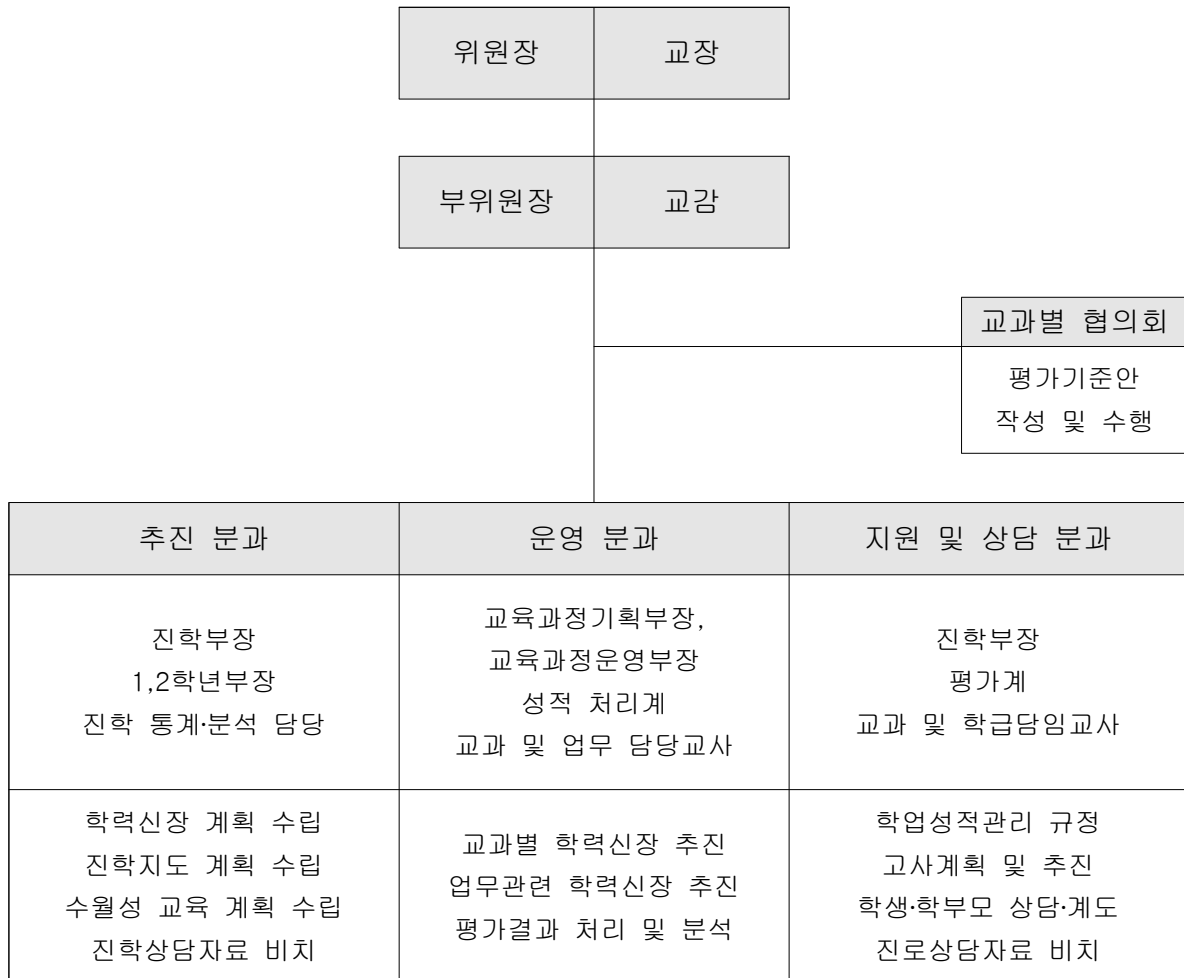 위원장 교장
부위원장 교감
교과별 협의회
평가기준안
작성 및 수행
추진 분과 운영 분과 지원 및 상담 분과
진학부장
1,2학년부장
진학 통계·분석 담당
교육과정기획부장,
교육과정운영부장
성적 처리계
교과 및 업무 담당교사
진학부장
평가계
교과 및 학급담임교사
학력신장 계획 수립
진학지도 계획 수립
수월성 교육 계획 수립
진학상담자료 비치
교과별 학력신장 추진
업무관련 학력신장 추진
평가결과 처리 및 분석
학업성적관리 규정
고사계획 및 추진
학생·학부모 상담·계도
진로상담자료 비치